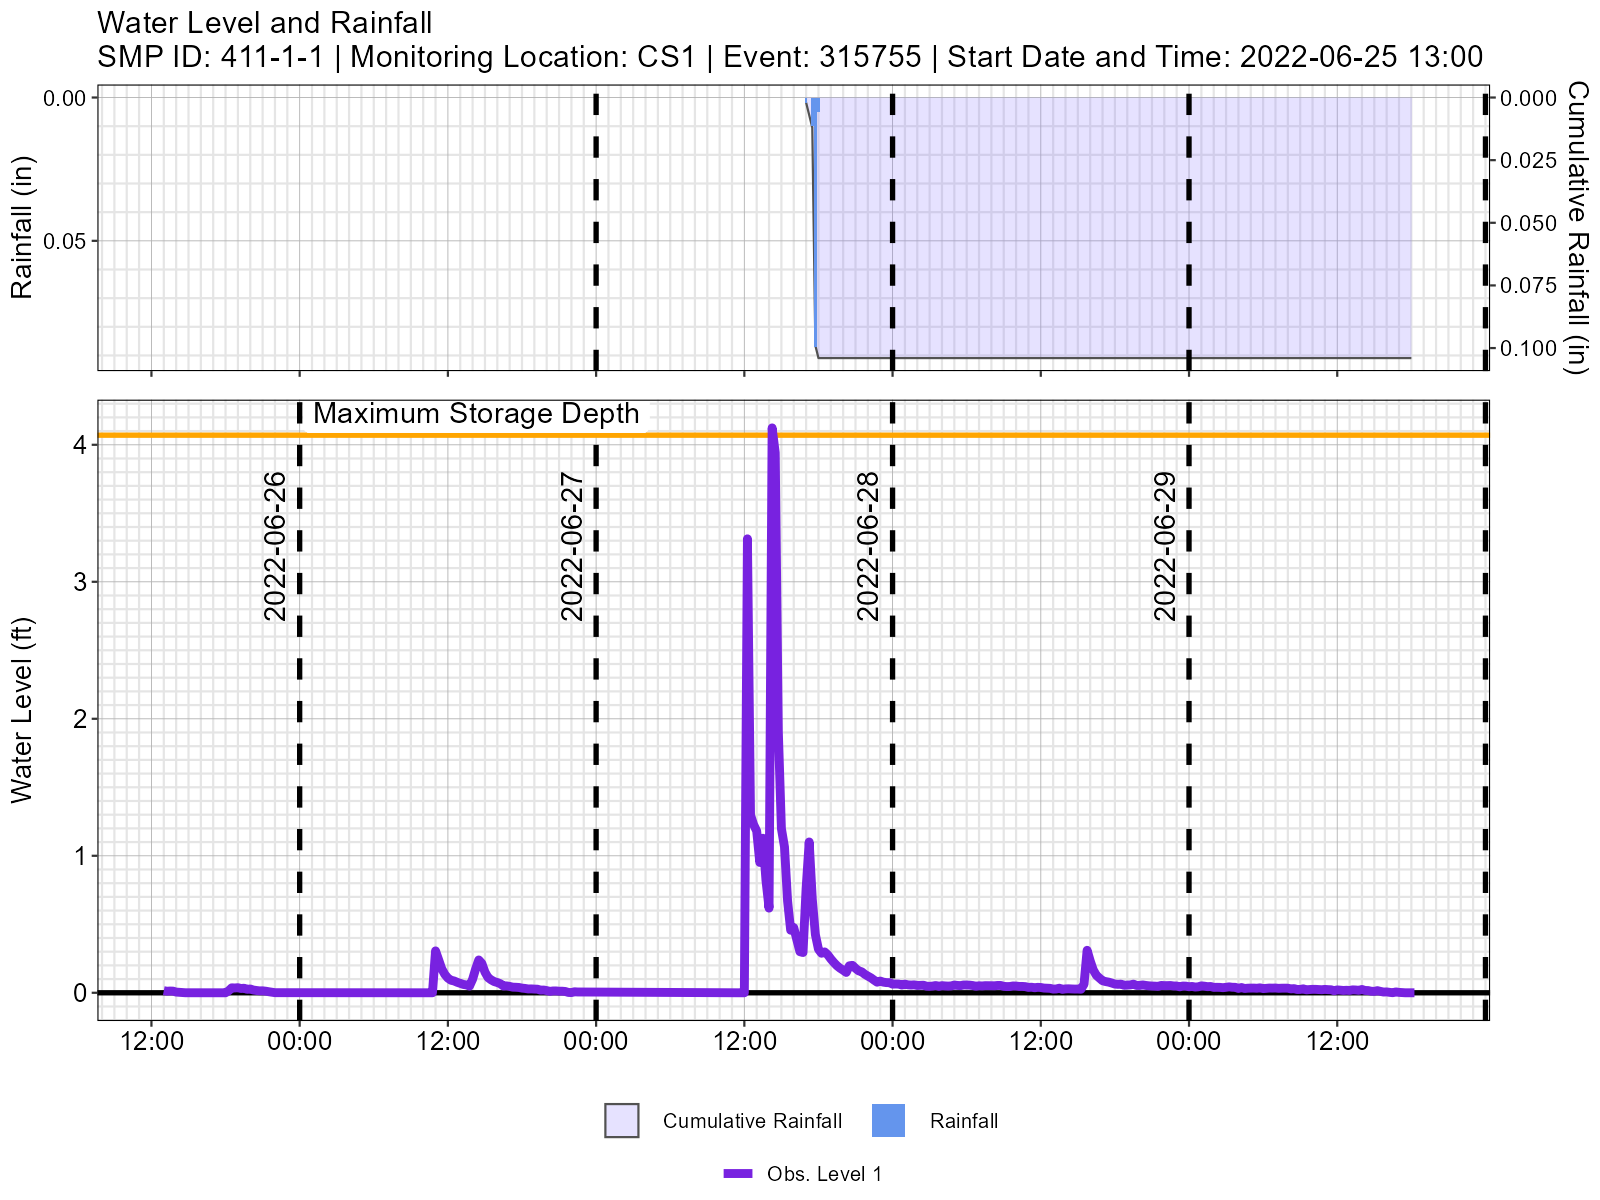 Water Level and Rainfall
SMP ID: 411-1-1 | Monitoring Location: CS1 | Event: 315755 | Start Date and Time: 2022-06-25 13:00
Rainfall (in)
0.00
0.05
Cumulative Rainfall (in)
0.000
0.025
0.050
0.075
0.100
Water Level (ft)
4
3
2
1
0
Maximum Storage Depth
2022-06-26
2022-06-27
2022-06-28
2022-06-29
12:00 00:00 12:00 00:00 12:00 00:00 12:00 00:00 12:00
Cumulative Rainfall Rainfall
Obs. Level 1